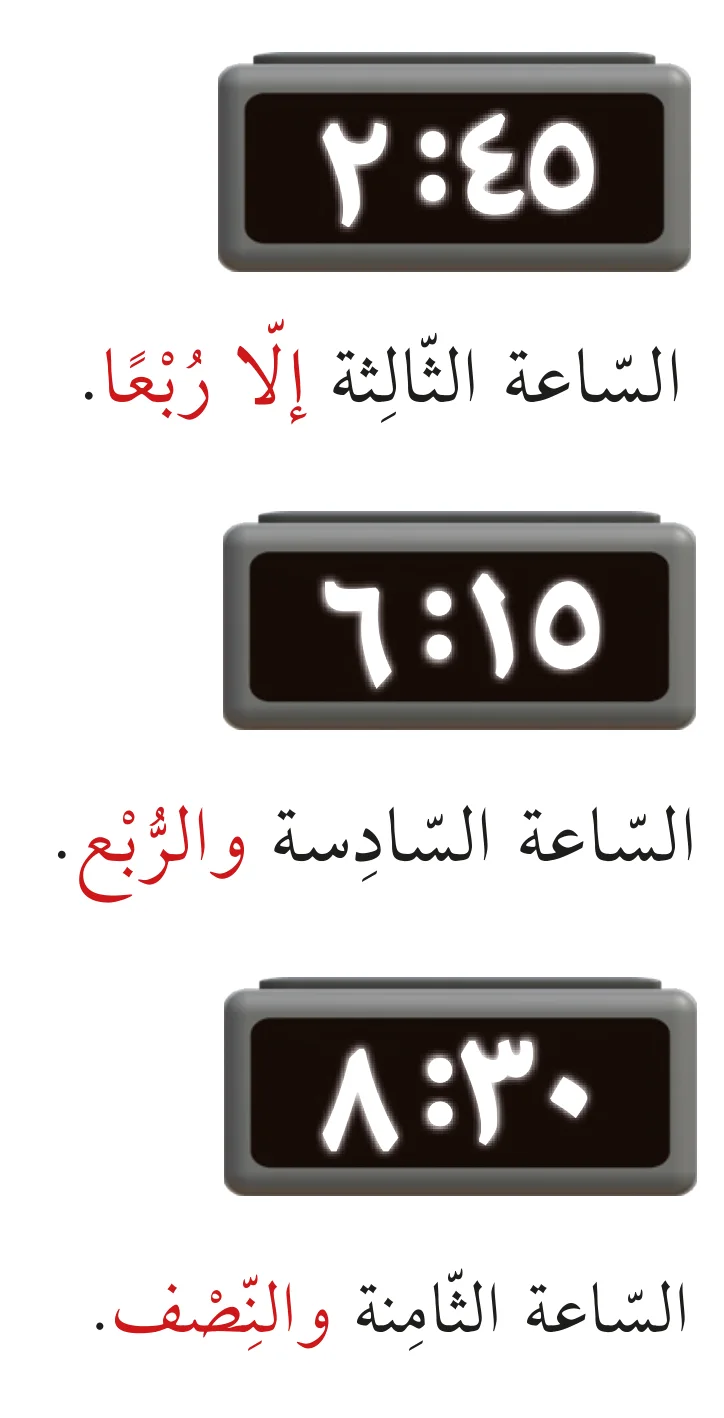 ٢:٤٥
السّاعة الثّالِثة إلّا رُبْعًا.
٦:١٥
السّاعة السّادِسة والرُّبْع.
٨:٣٠
السّاعة الثّامِنة والنِّصْف.